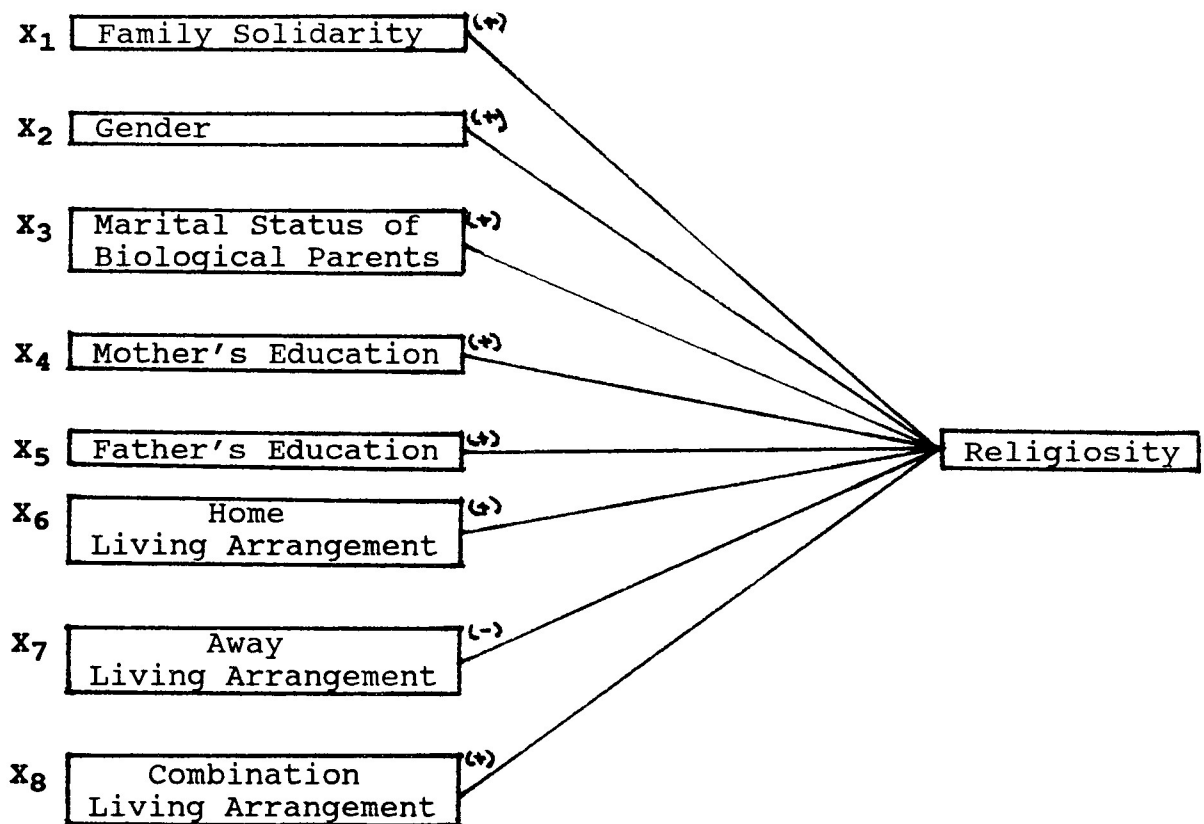 X₁ Family Solidarity (+)
X₂ Gender (+)
X₃ Marital Status of (+)
Biological Parents
X₄ Mother's Education (+)
X₅ Father's Education (+)
Religiosity
X₆ Home (+)
Living Arrangement
X₇ Away (-)
Living Arrangement
X₈ Combination (+)
Living Arrangement